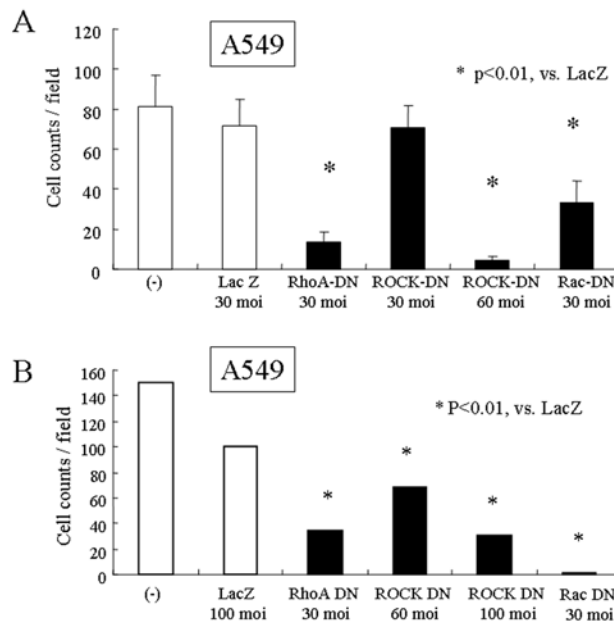 A
A549
* p<0.01, vs. LacZ
Cell counts / field
120
100
80
60
40
20
0
*
*
*
(-)
Lac Z
30 moi
RhoA-DN
30 moi
ROCK-DN
30 moi
ROCK-DN
60 moi
Rac-DN
30 moi
B
A549
* P<0.01, vs. LacZ
Cell counts / field
160
140
120
100
80
60
40
20
0
*
*
*
*
(-)
LacZ
100 moi
RhoA DN
30 moi
ROCK DN
60 moi
ROCK DN
100 moi
Rac DN
30 moi